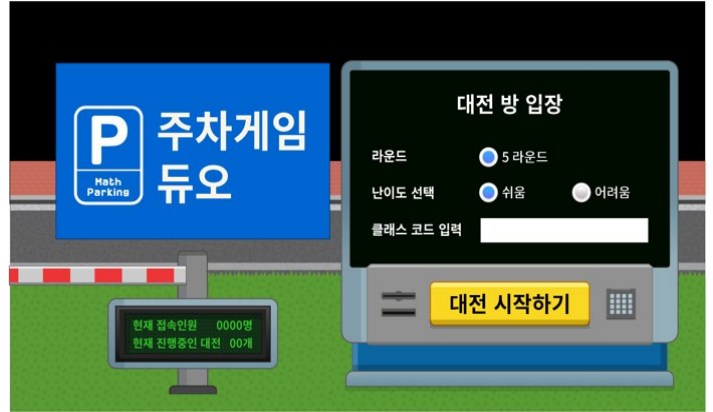 P
Math
Parking
주차게임
듀오
대전 방 입장
라운드 5 라운드
난이도 선택 쉬움 어려움
클래스 코드 입력
대전 시작하기
현재 접속인원 0000명
현재 진행중인 대전 00개